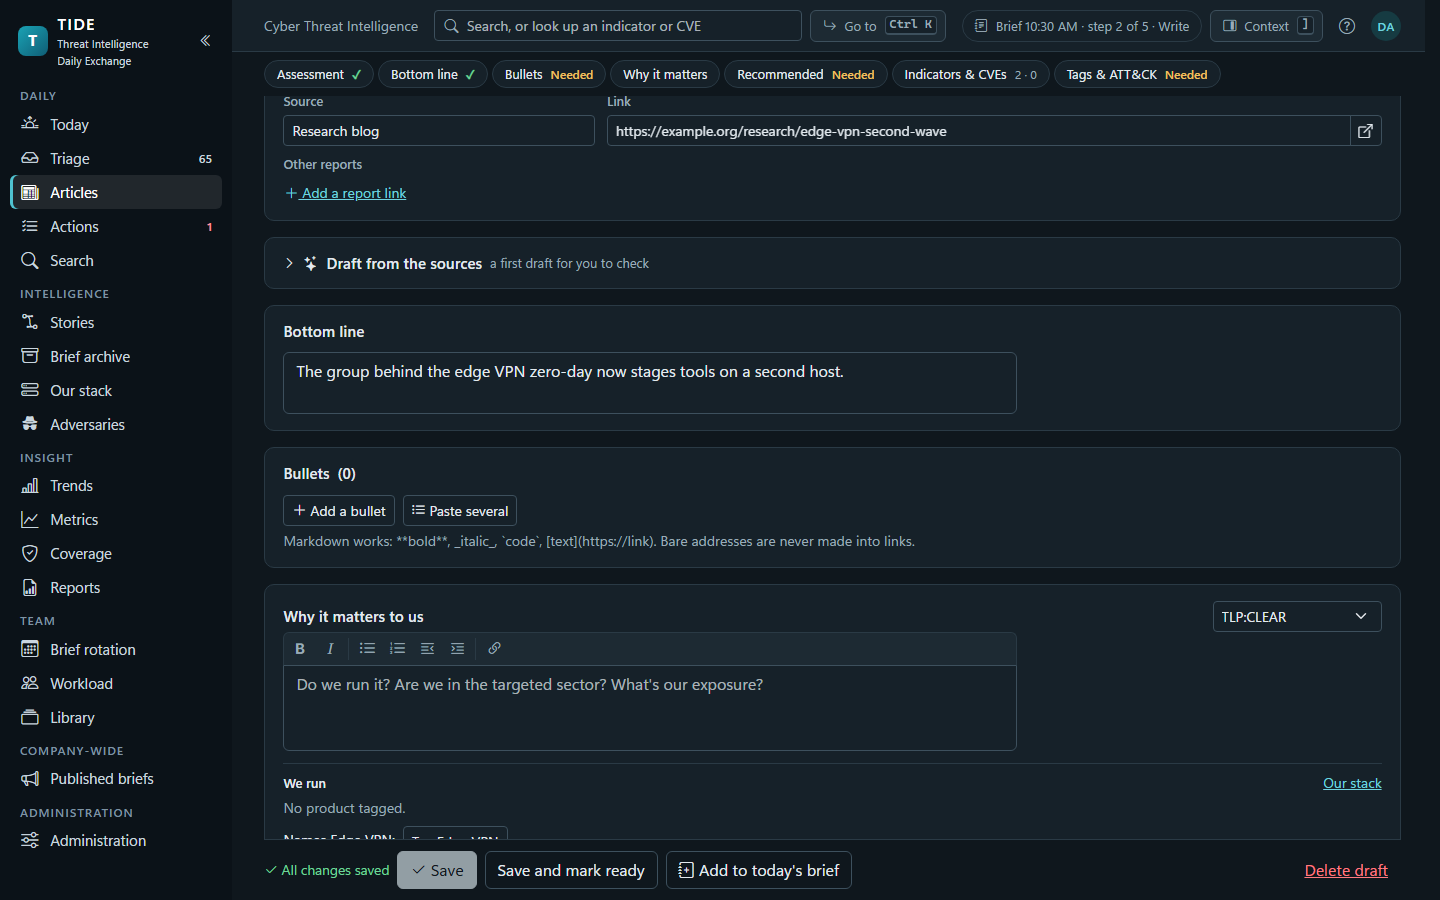 T
TIDE
Threat Intelligence
Daily Exchange
DAILY
Today
Triage 65
Articles
Actions 1
Search
INTELLIGENCE
Stories
Brief archive
Our stack
Adversaries
INSIGHT
Trends
Metrics
Coverage
Reports
TEAM
Brief rotation
Workload
Library
COMPANY-WIDE
Published briefs
ADMINISTRATION
Administration
Cyber Threat Intelligence
Search, or look up an indicator or CVE
Go to Ctrl K
Brief 10:30 AM · step 2 of 5 · Write
Context ]
DA
Assessment
Bottom line
Bullets Needed
Why it matters
Recommended Needed
Indicators & CVEs 2 · 0
Tags & ATT&CK Needed
Source
Research blog
Link
https://example.org/research/edge-vpn-second-wave
Other reports
Add a report link
Draft from the sources a first draft for you to check
Bottom line
The group behind the edge VPN zero-day now stages tools on a second host.
Bullets (0)
Add a bullet
Paste several
Markdown works: **bold**, _italic_, `code`, [text](https://link). Bare addresses are never made into links.
Why it matters to us
TLP:CLEAR
B I
Do we run it? Are we in the targeted sector? What's our exposure?
We run
Our stack
No product tagged.
Names Edge VPN:
Tag Edge VPN
All changes saved
Save
Save and mark ready
Add to today's brief
Delete draft